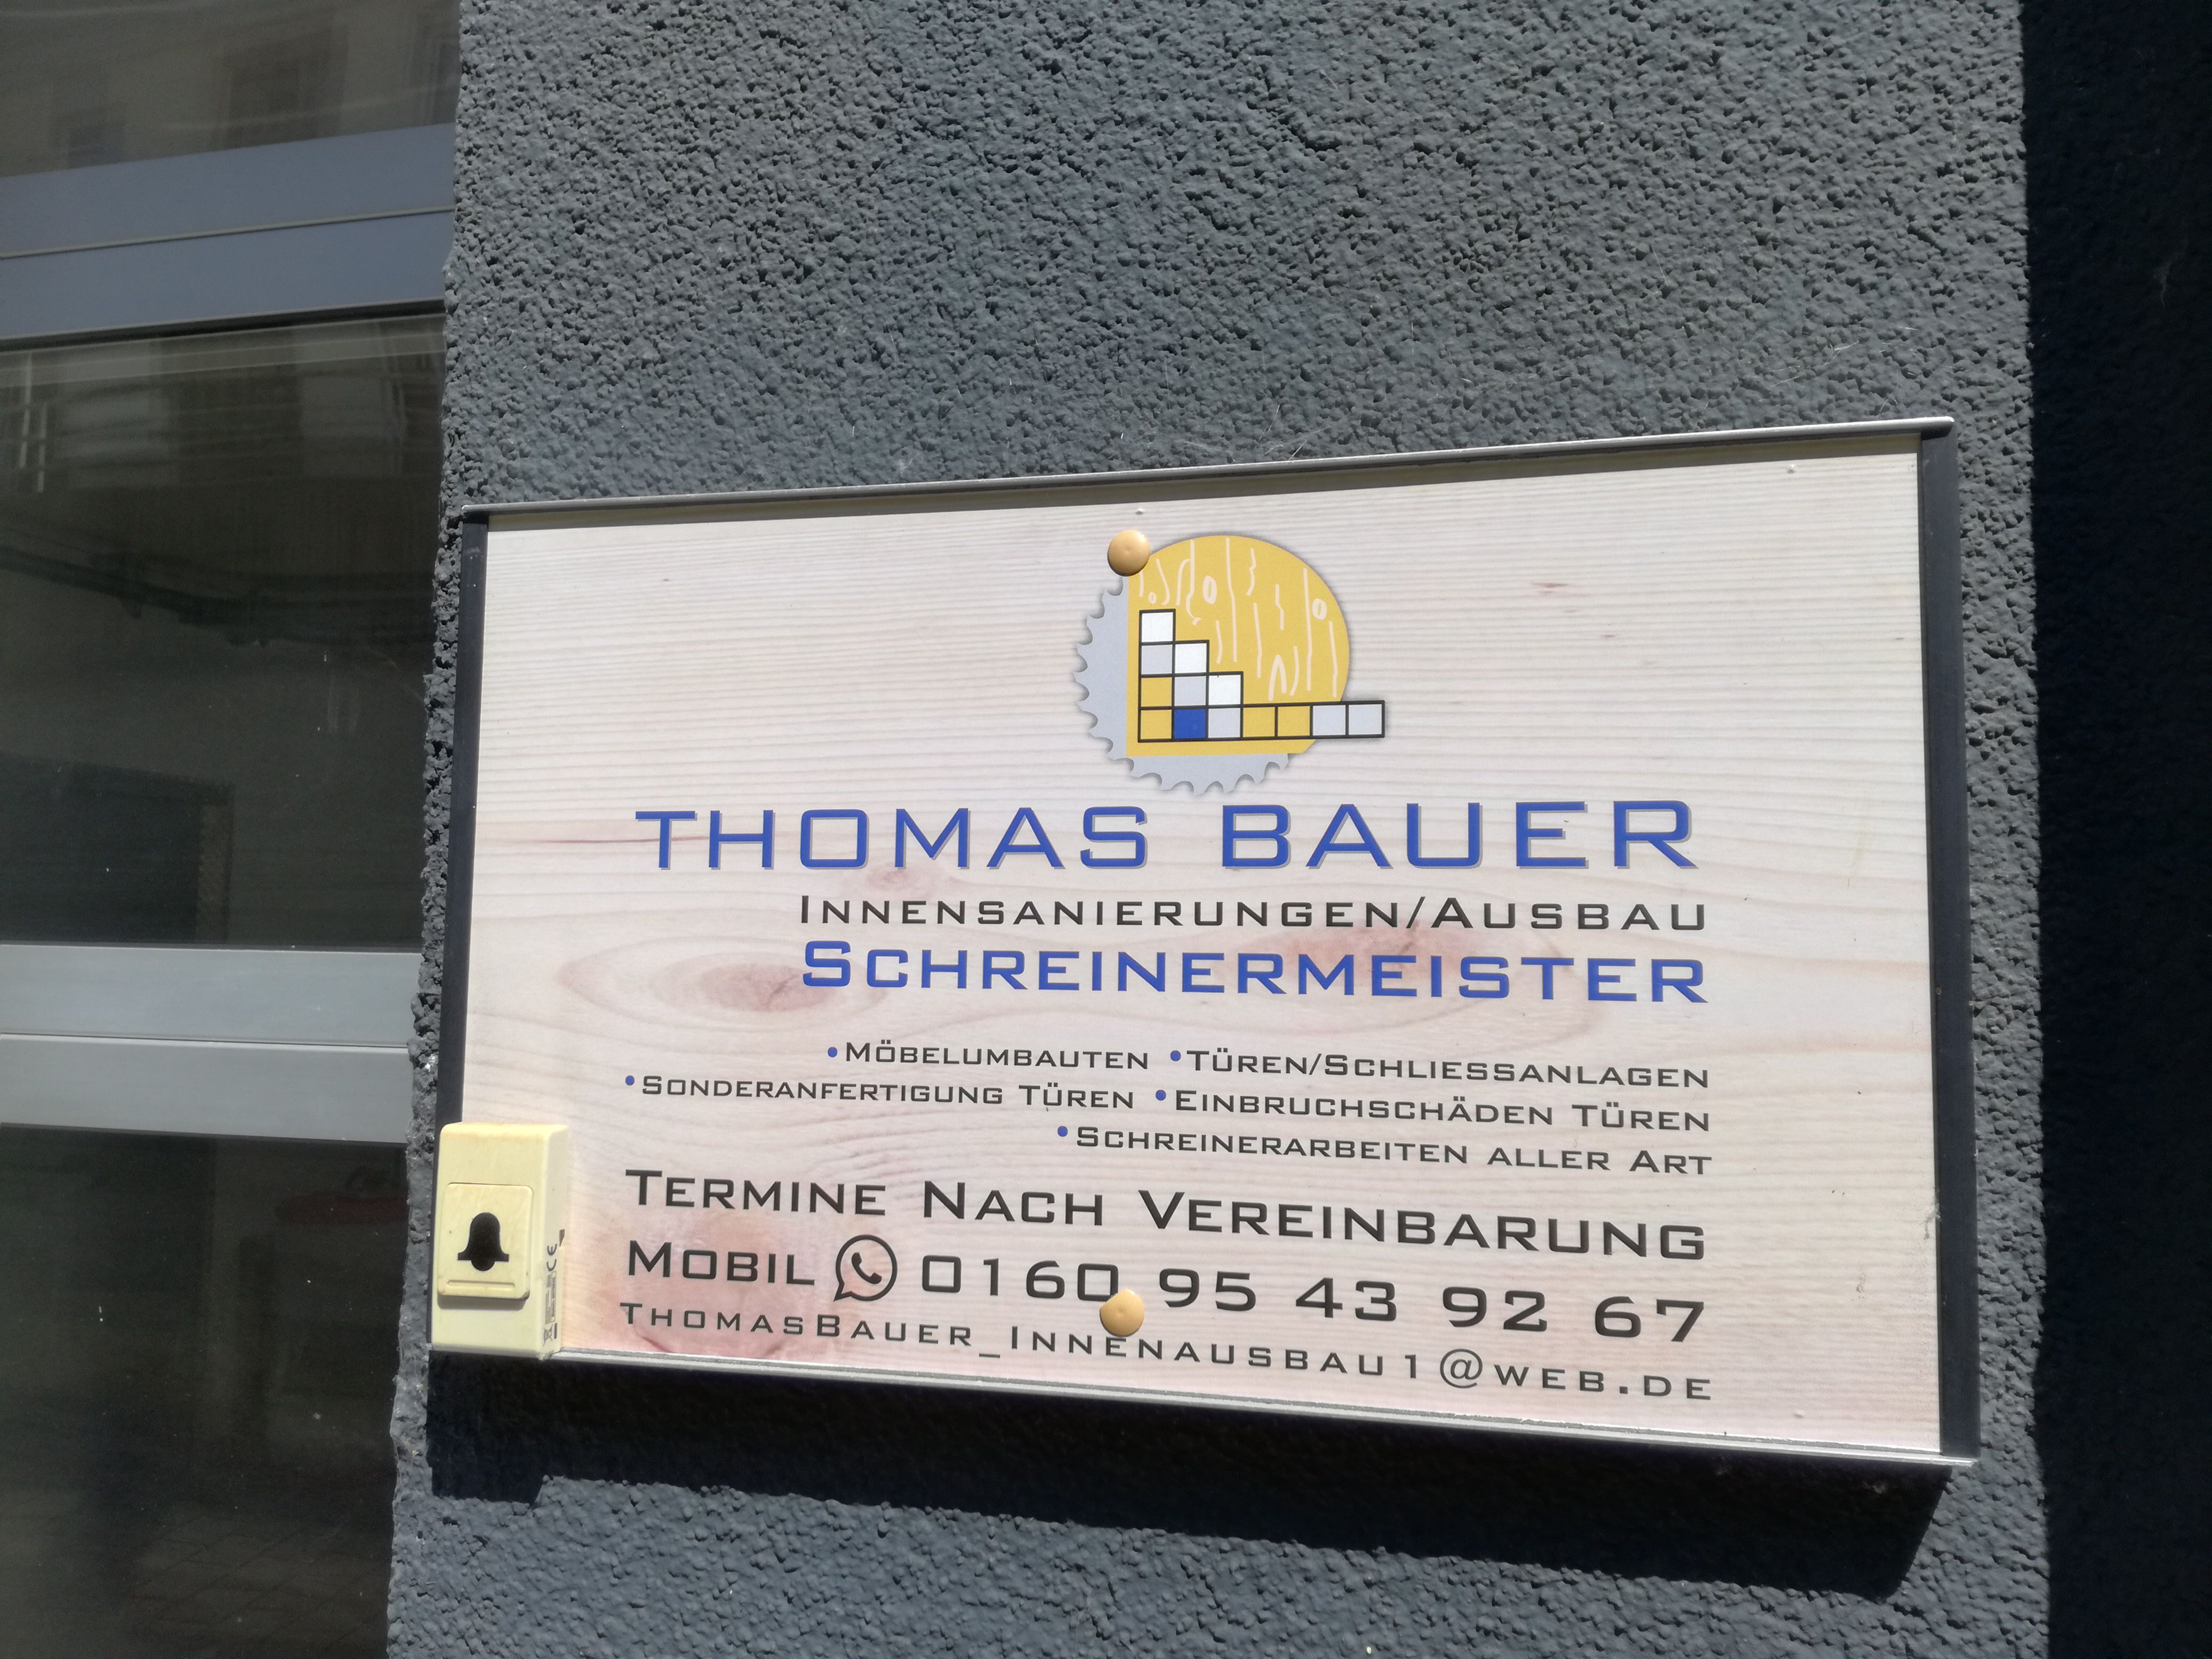 THOMAS BAUER
INNENSANIERUNGEN/AUSBAU
SCHREINERMEISTER
•MÖBELUMBAUTEN •TÜREN/SCHLIESSANLAGEN
•SONDERANFERTIGUNG TÜREN •EINBRUCHSCHÄDEN TÜREN
•SCHREINERARBEITEN ALLER ART
TERMINE NACH VEREINBARUNG
MOBIL 0160 95 43 92 67
THOMASBAUER_INNENAUSBAU1@WEB.DE
CE